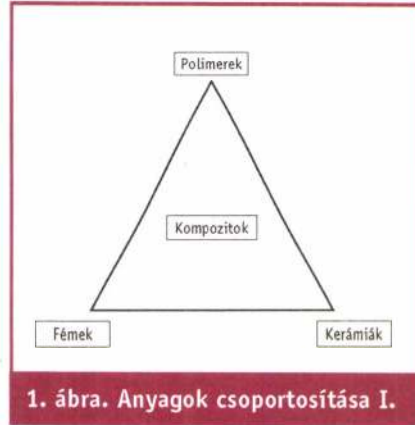 Polimerek
Kompozitok
Fémek
Kerámiák
1. ábra. Anyagok csoportosítása I.